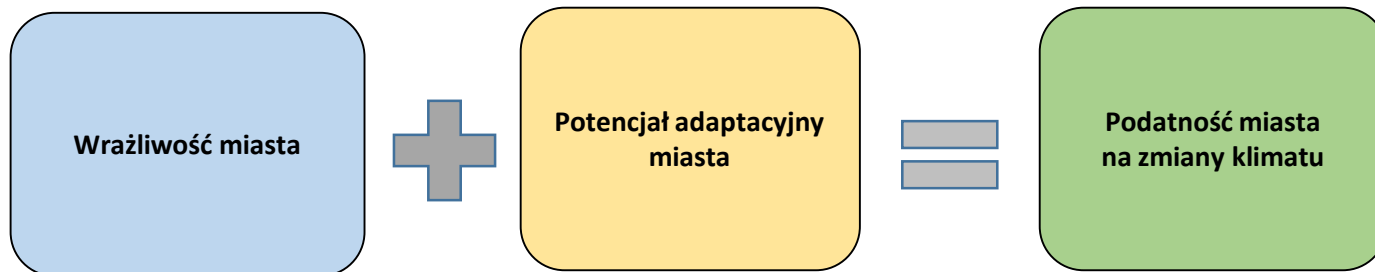 Wrażliwość miasta
Potencjał adaptacyjny
miasta
Podatność miasta
na zmiany klimatu